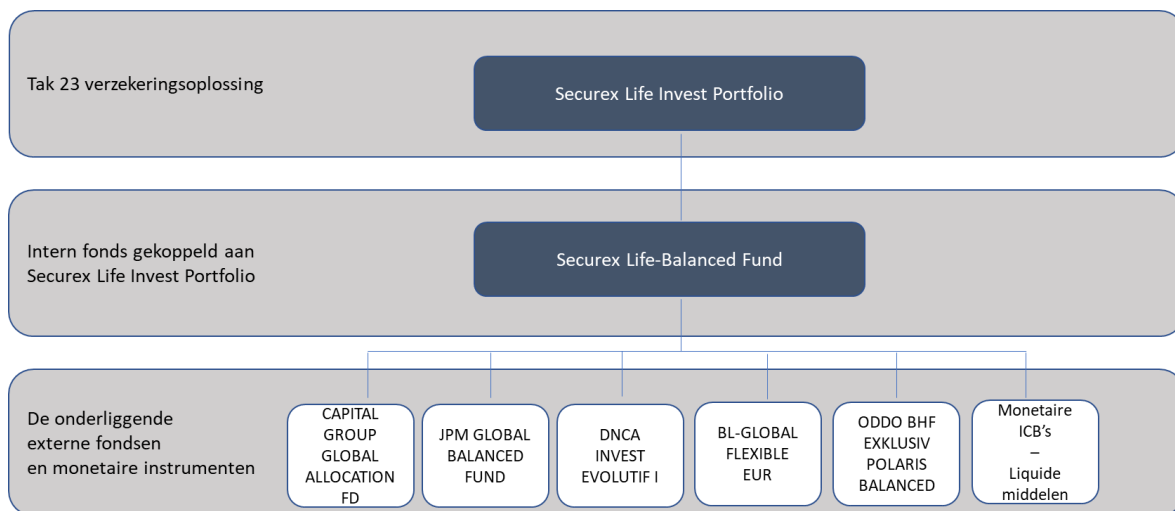 Tak 23 verzekeringsoplossing
Securex Life Invest Portfolio
Intern fonds gekoppeld aan
Securex Life Invest Portfolio
Securex Life-Balanced Fund
De onderliggende
externe fondsen
en monetaire instrumenten
CAPITAL
GROUP
GLOBAL
ALLOCATION
FD
JPM GLOBAL
BALANCED
FUND
DNCA
INVEST
EVOLUTIF I
BL-GLOBAL
FLEXIBLE
EUR
ODDO BHF
EXKLUSIV
POLARIS
BALANCED
Monetaire
ICB's
–
Liquide
middelen